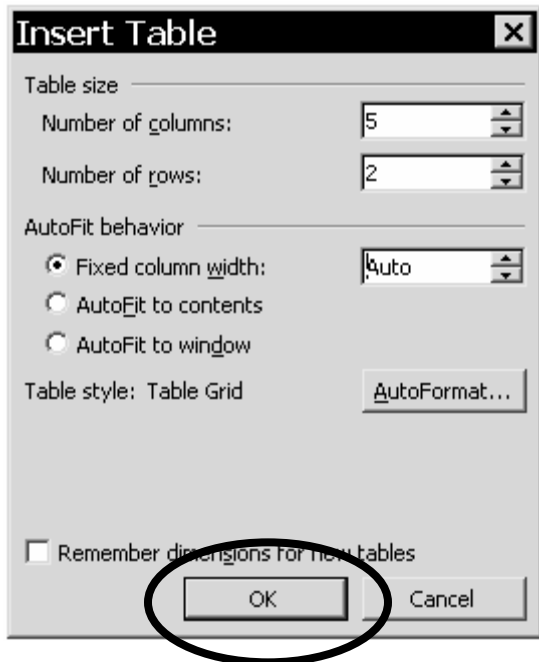 Insert Table
Table size
Number of columns: 5
Number of rows: 2
AutoFit behavior
Fixed column width: Auto
AutoFit to contents
AutoFit to window
Table style: Table Grid AutoFormat...
Remember dimensions for new tables
OK Cancel